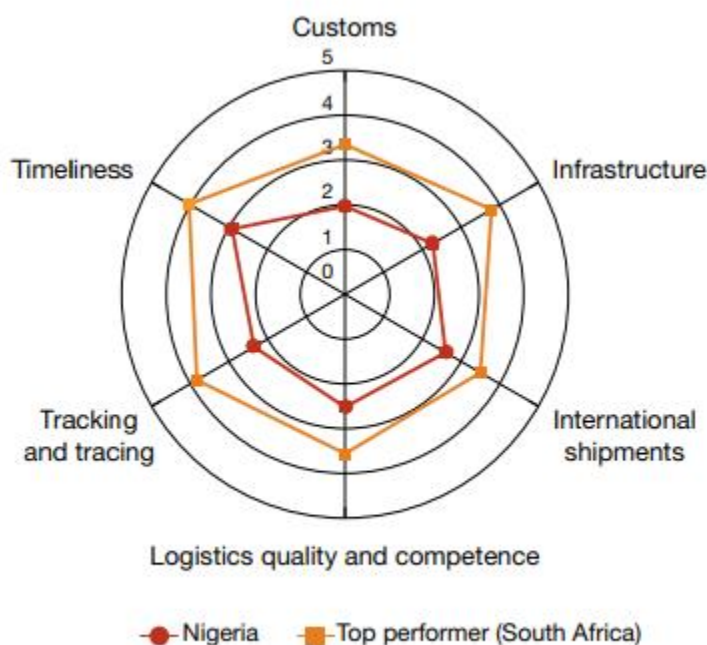 Customs
5
4
3
2
1
0
Timeliness
Infrastructure
Tracking
and tracing
International
shipments
Logistics quality and competence
Nigeria
Top performer (South Africa)